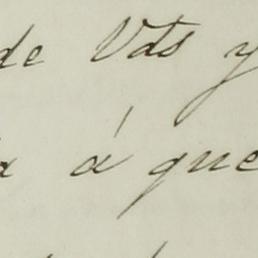 de Vds y
á que